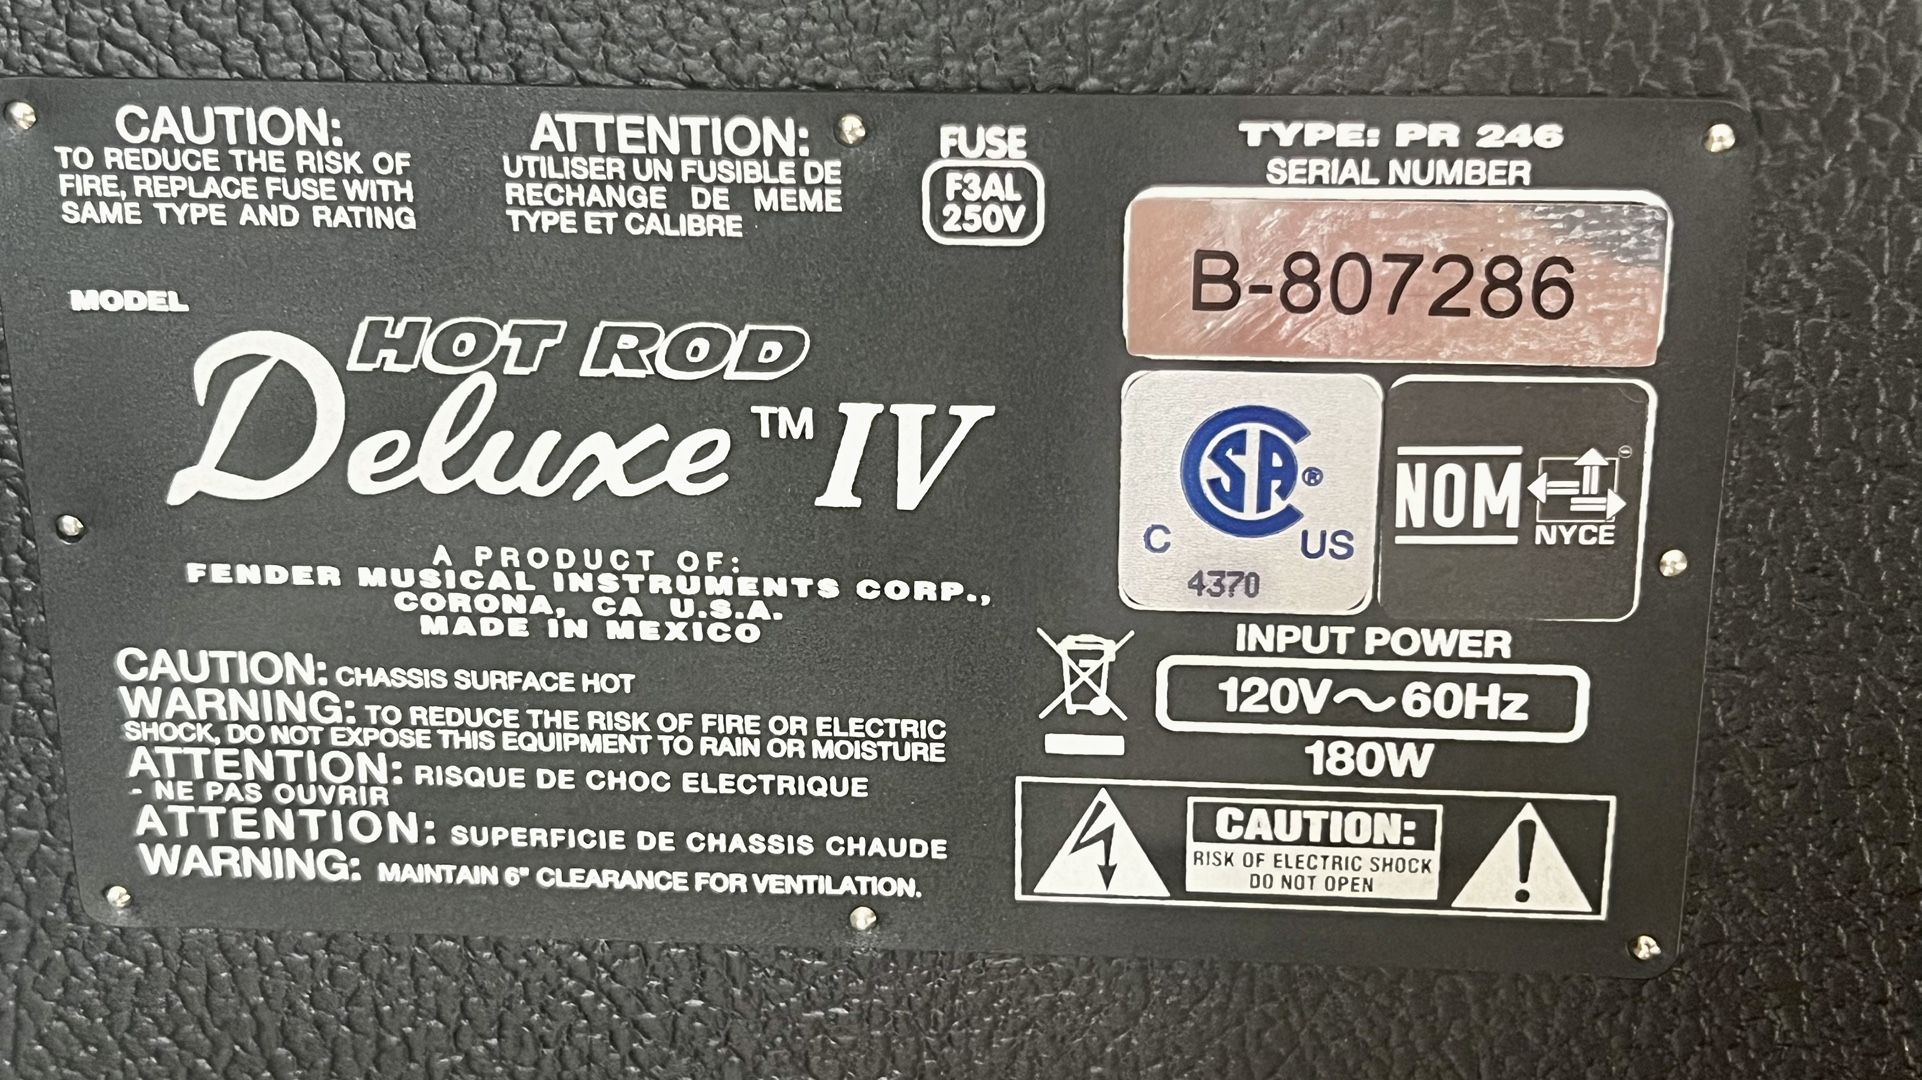 CAUTION:
TO REDUCE THE RISK OF
FIRE, REPLACE FUSE WITH
SAME TYPE AND RATING
ATTENTION:
UTILISER UN FUSIBLE DE
RECHANGE DE MEME
TYPE ET CALIBRE
FUSE
F3AL
250V
TYPE: PR 246
SERIAL NUMBER
B-807286
MODEL
HOT ROD
Deluxe™ IV
A PRODUCT OF:
FENDER MUSICAL INSTRUMENTS CORP.,
CORONA, CA U.S.A.
MADE IN MEXICO
SA®
C US
4370
NOM
NYCE
CAUTION: CHASSIS SURFACE HOT
WARNING: TO REDUCE THE RISK OF FIRE OR ELECTRIC
SHOCK, DO NOT EXPOSE THIS EQUIPMENT TO RAIN OR MOISTURE
ATTENTION: RISQUE DE CHOC ELECTRIQUE
- NE PAS OUVRIR
ATTENTION: SUPERFICIE DE CHASSIS CHAUDE
WARNING: MAINTAIN 6" CLEARANCE FOR VENTILATION.
INPUT POWER
120V~60Hz
180W
CAUTION:
RISK OF ELECTRIC SHOCK
DO NOT OPEN